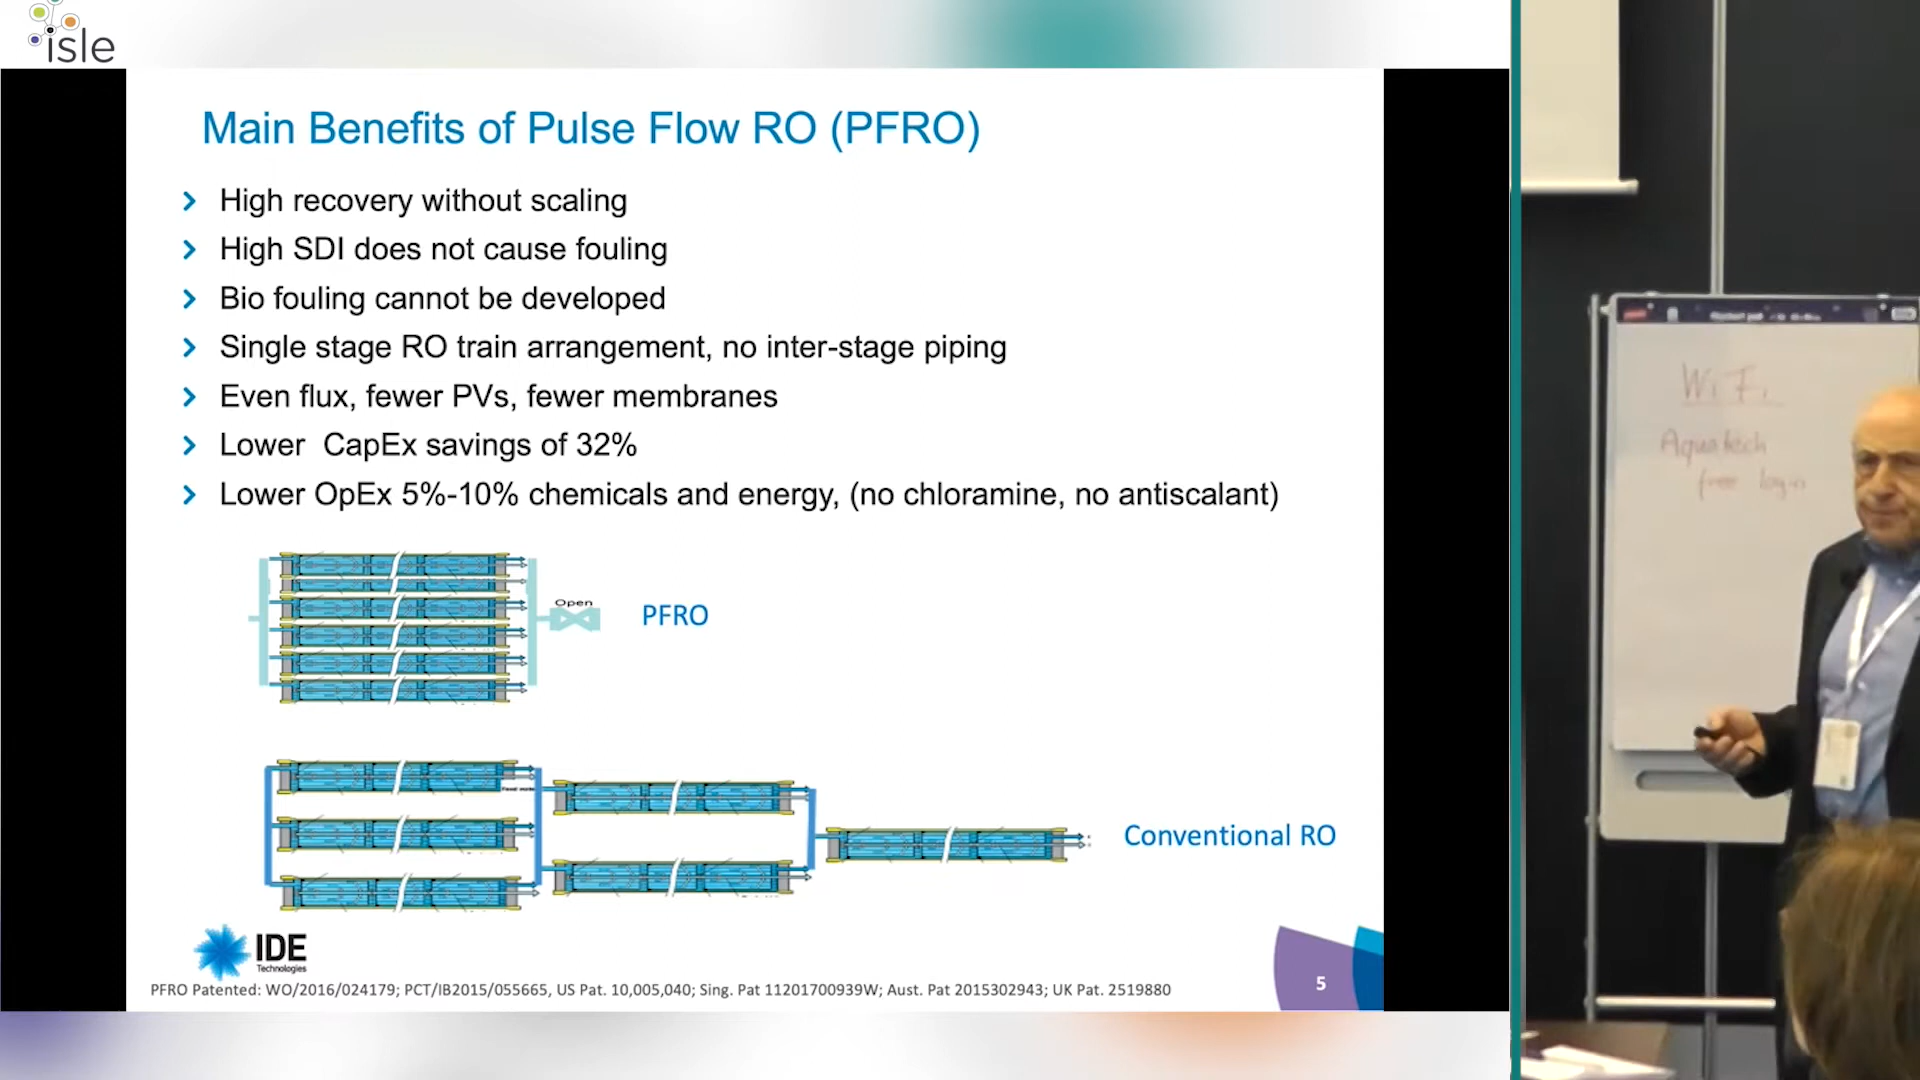 isle
Main Benefits of Pulse Flow RO (PFRO)
High recovery without scaling
High SDI does not cause fouling
Bio fouling cannot be developed
Single stage RO train arrangement, no inter-stage piping
Even flux, fewer PVs, fewer membranes
Lower  CapEx savings of 32%
Lower OpEx 5%-10% chemicals and energy, (no chloramine, no antiscalant)
Open
PFRO
Conventional RO
IDE
Technologies
PFRO Patented: WO/2016/024179; PCT/IB2015/055665, US Pat. 10,005,040; Sing. Pat 11201700939W; Aust. Pat 2015302943; UK Pat. 2519880
5
WiFi
Aquatech
free login